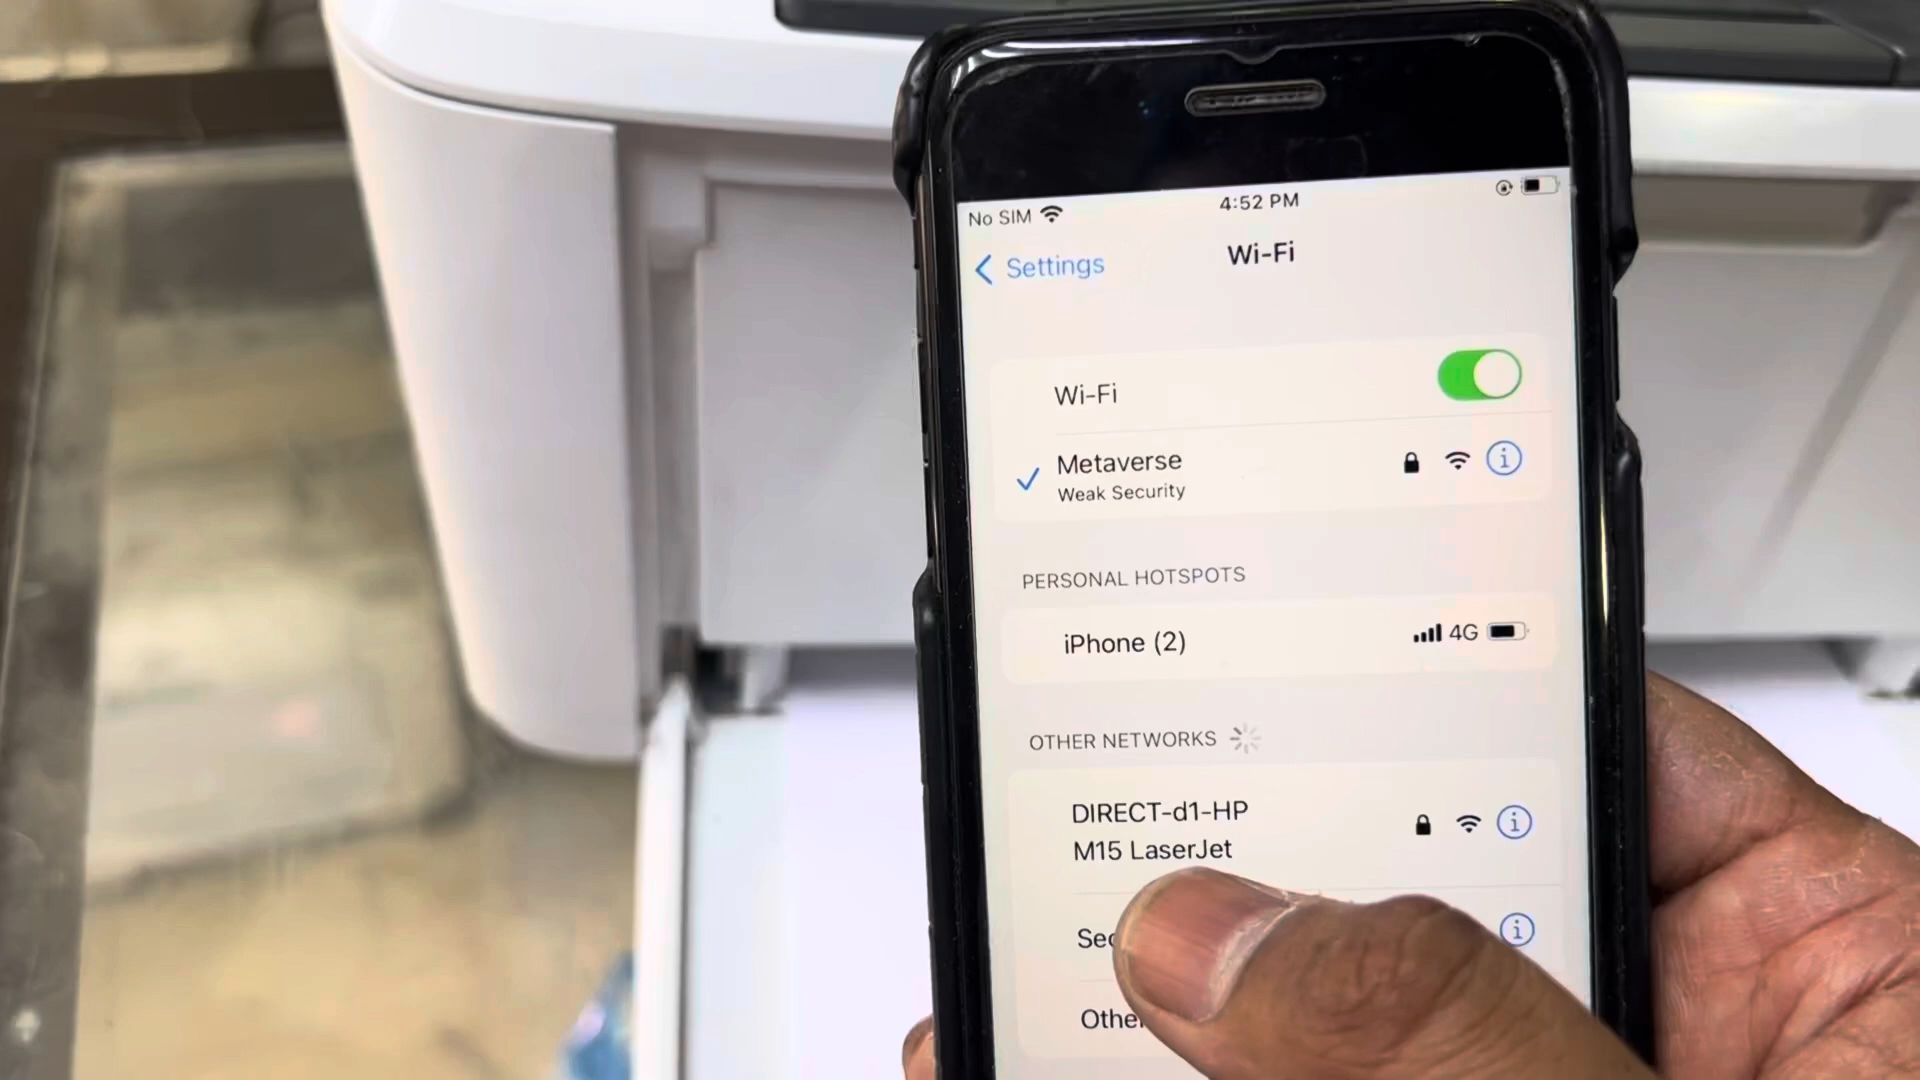 No SIM 4:52 PM
Settings Wi-Fi
Wi-Fi
Metaverse
Weak Security
PERSONAL HOTSPOTS
iPhone (2) 4G
OTHER NETWORKS
DIRECT-d1-HP
M15 LaserJet